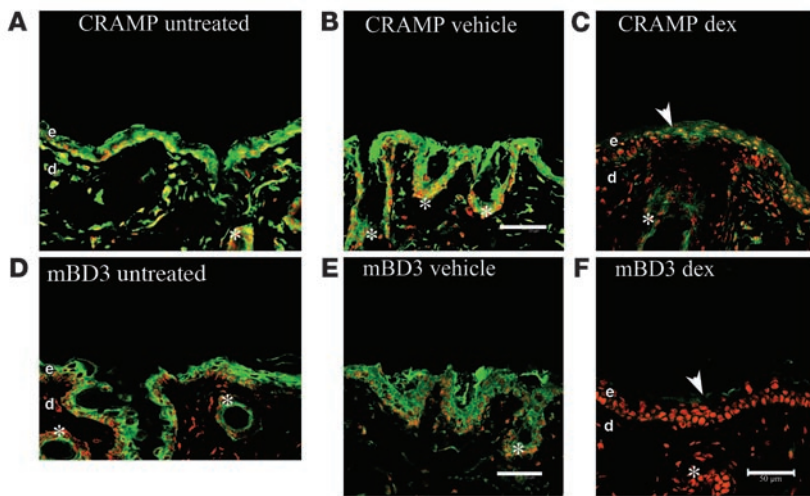 A CRAMP untreated
B CRAMP vehicle
C CRAMP dex
e
d
*
* * *
e
d
*
D mBD3 untreated
E mBD3 vehicle
F mBD3 dex
e
d
*
*
*
e
d
*
50 μm